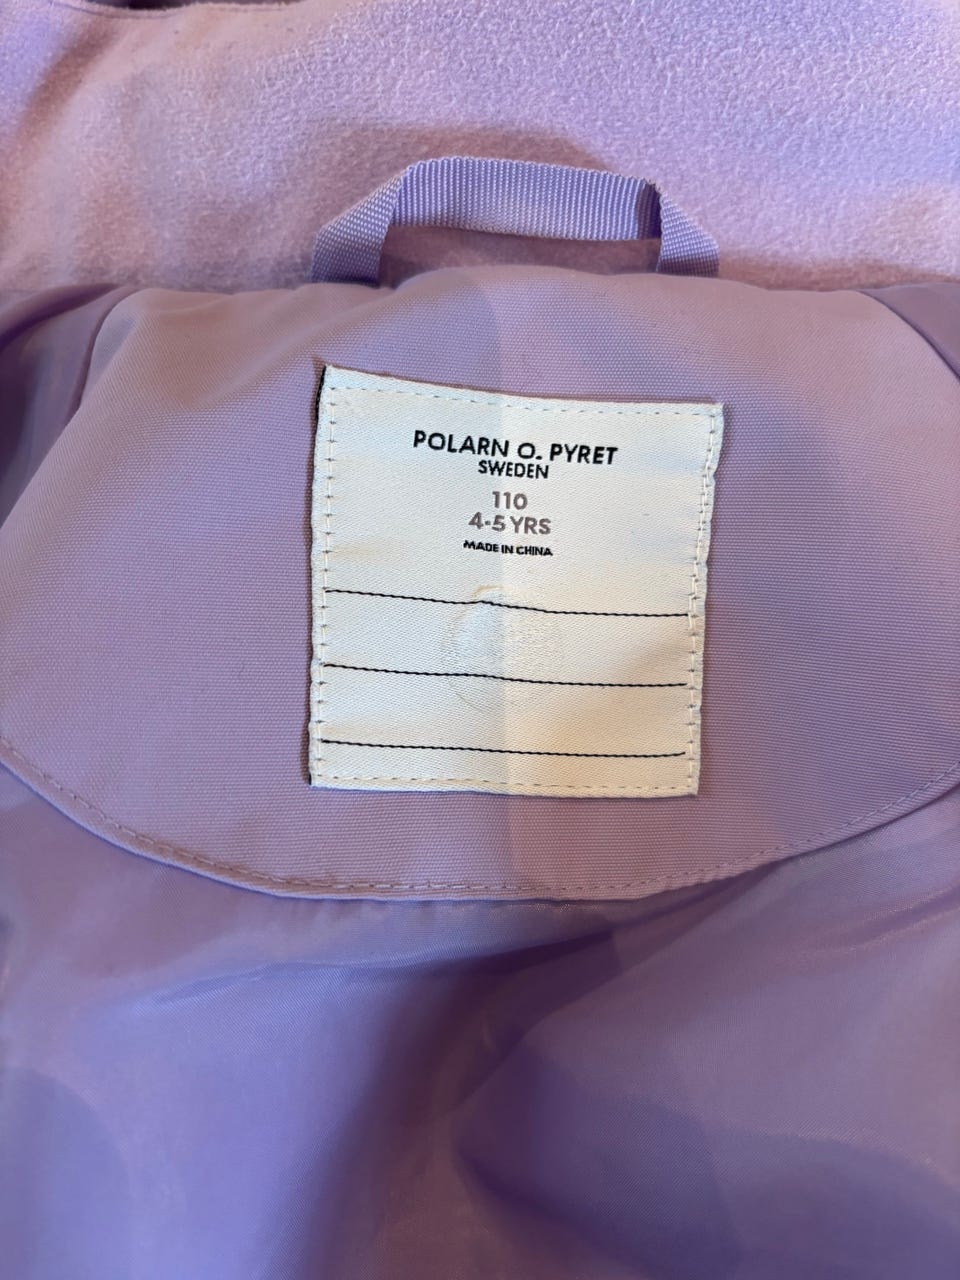 POLARN O. PYRET
SWEDEN
110
4-5 YRS
MADE IN CHINA